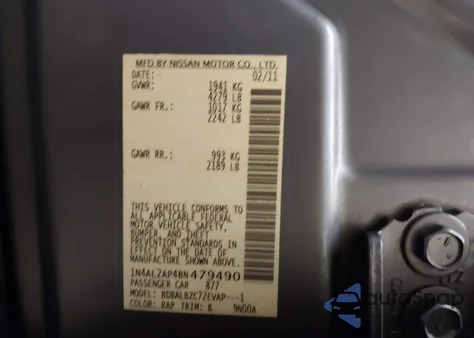 MFD BY NISSAN MOTOR CO., LTD.
DATE: 02/11
GVWR: 1941 KG
4279 LB
GAWR FR.: 1017 KG
2242 LB
GAWR RR.: 993 KG
2189 LB
THIS VEHICLE CONFORMS TO
ALL APPLICABLE FEDERAL
MOTOR VEHICLE SAFETY,
BUMPER, AND THEFT
PREVENTION STANDARDS IN
EFFECT ON THE DATE OF
MANUFACTURE SHOWN ABOVE.
1N4AL2AP4BN479490
PASSENGER CAR 877
MODEL: BDBALBZC7ZEVAP---1
COLOR: KAP TRIM: K 9N00A
AutoSnap